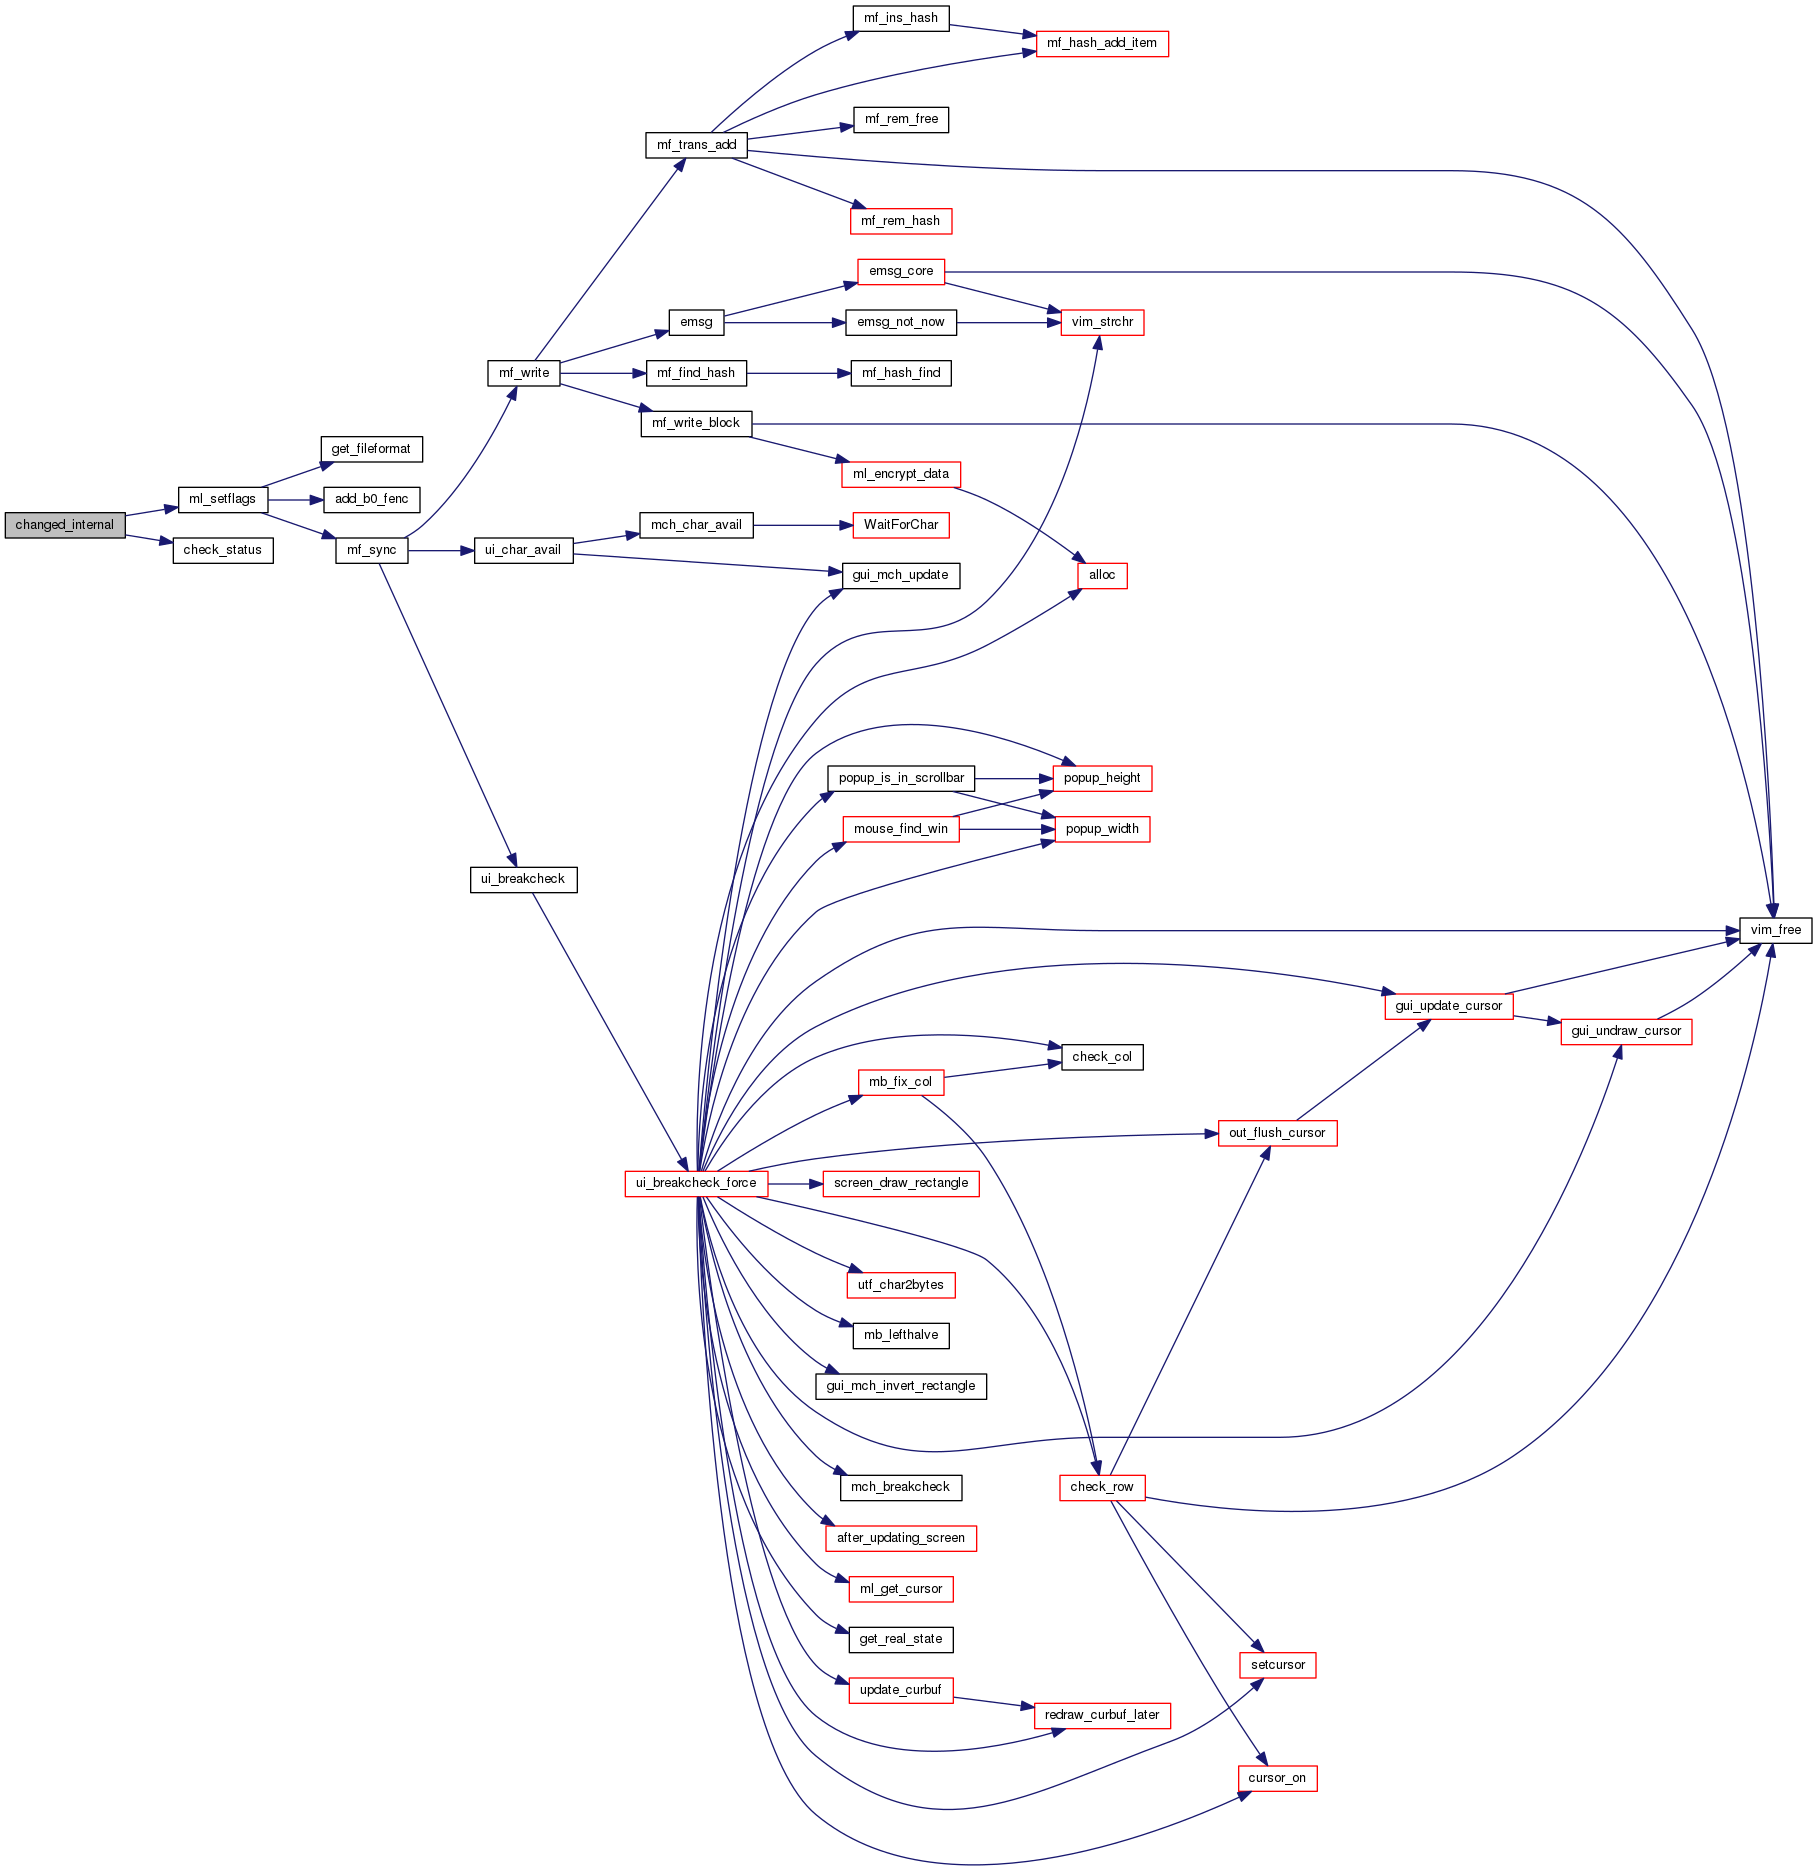 mf_ins_hash
mf_hash_add_item
mf_rem_free
mf_trans_add
mf_rem_hash
emsg_core
emsg
emsg_not_now
vim_strchr
mf_write
mf_find_hash
mf_hash_find
mf_write_block
get_fileformat
ml_encrypt_data
ml_setflags
add_b0_fenc
changed_internal
mch_char_avail
WaitForChar
check_status
mf_sync
ui_char_avail
gui_mch_update
alloc
popup_is_in_scrollbar
popup_height
mouse_find_win
popup_width
ui_breakcheck
vim_free
gui_update_cursor
gui_undraw_cursor
check_col
mb_fix_col
out_flush_cursor
ui_breakcheck_force
screen_draw_rectangle
utf_char2bytes
mb_lefthalve
gui_mch_invert_rectangle
mch_breakcheck
check_row
after_updating_screen
ml_get_cursor
get_real_state
setcursor
update_curbuf
redraw_curbuf_later
cursor_on